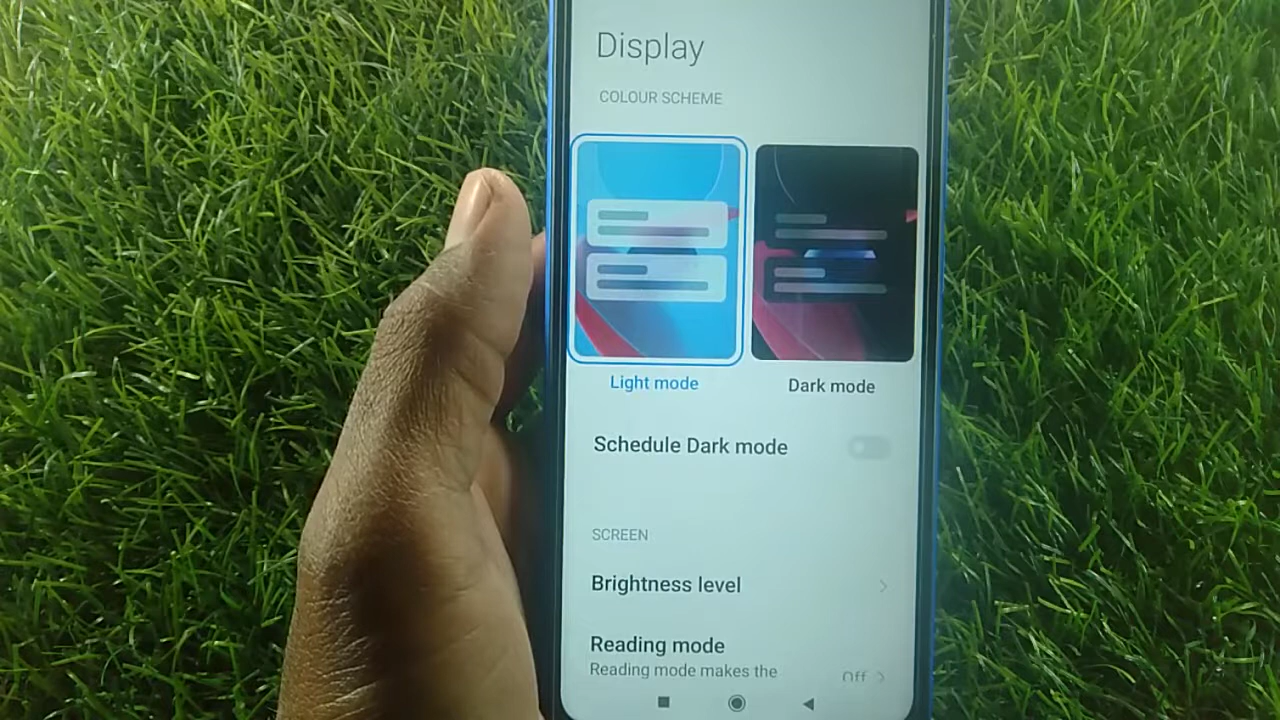 Display
COLOUR SCHEME
Light mode
Dark mode
Schedule Dark mode
SCREEN
Brightness level
Reading mode
Reading mode makes the
Off